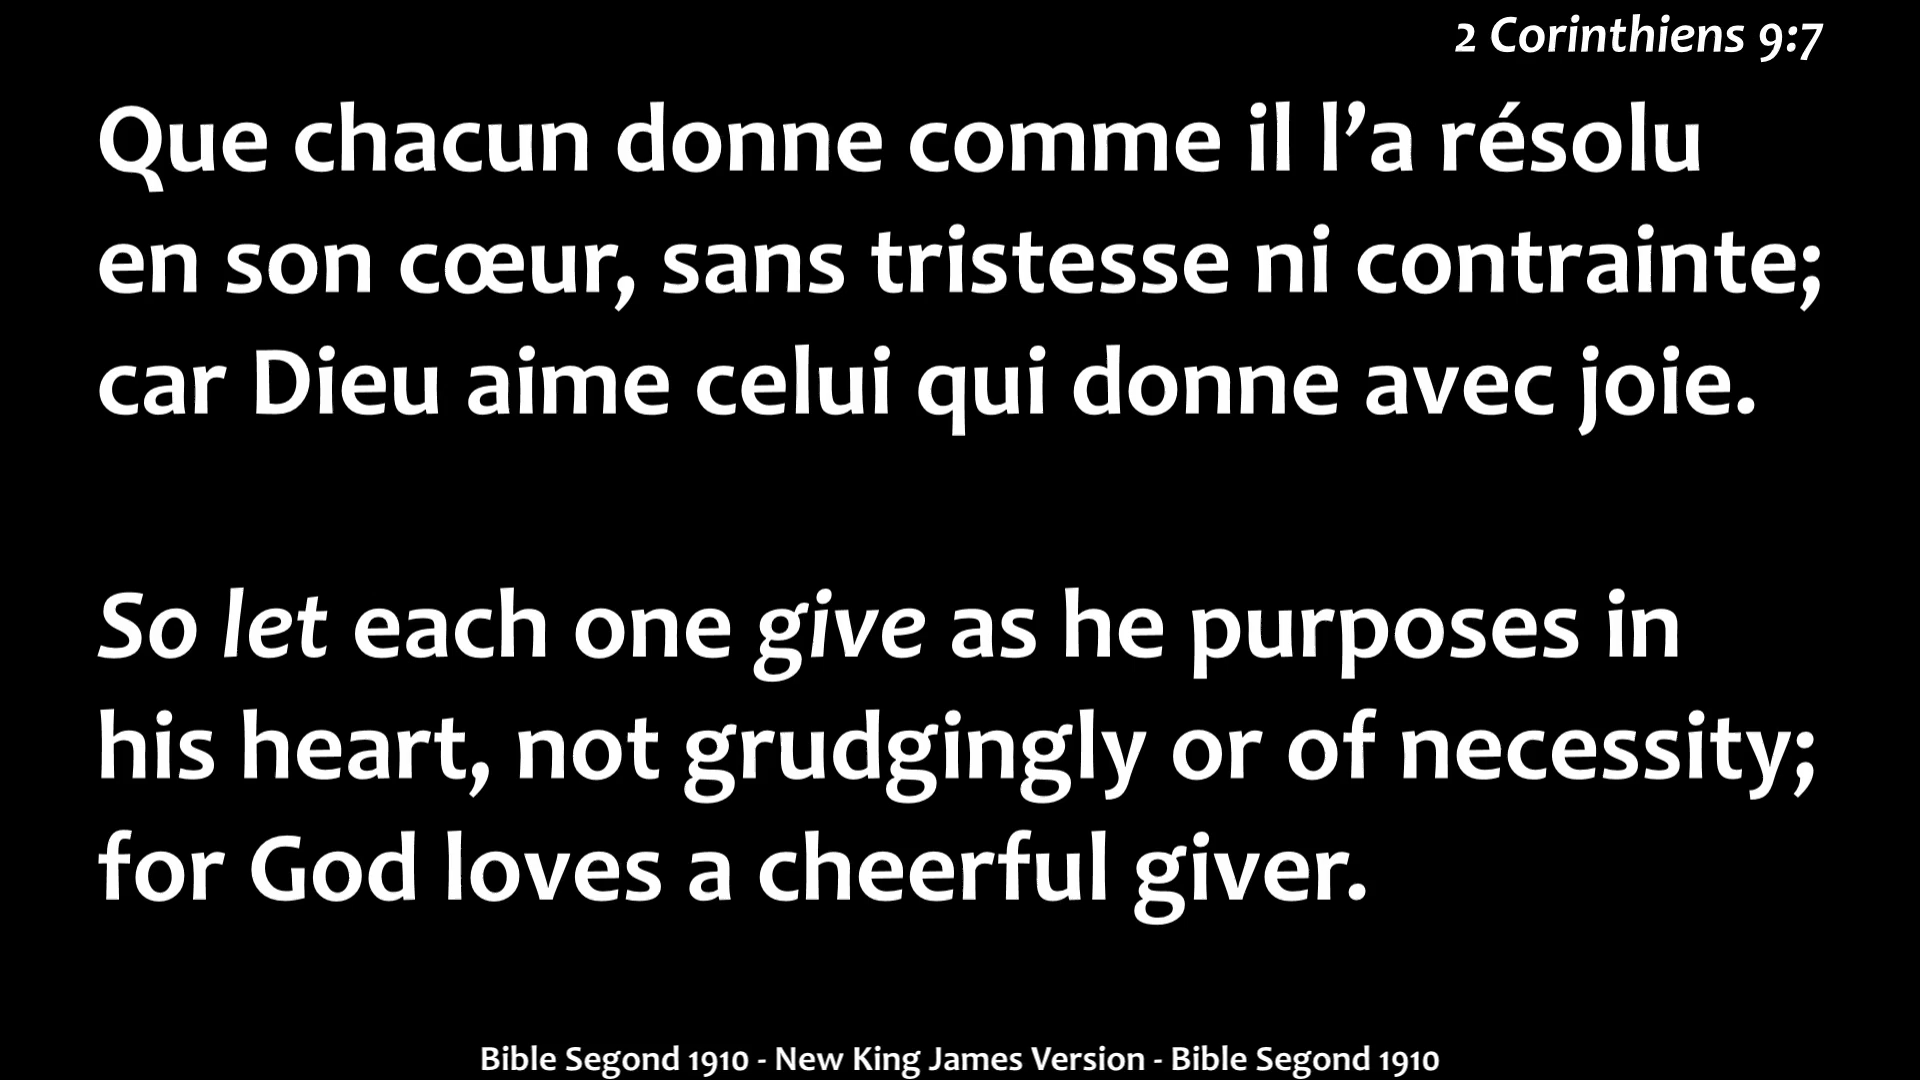 2 Corinthiens 9:7
Que chacun donne comme il l’a résolu
en son cœur, sans tristesse ni contrainte;
car Dieu aime celui qui donne avec joie.
So let each one give as he purposes in
his heart, not grudgingly or of necessity;
for God loves a cheerful giver.
Bible Segond 1910 - New King James Version - Bible Segond 1910